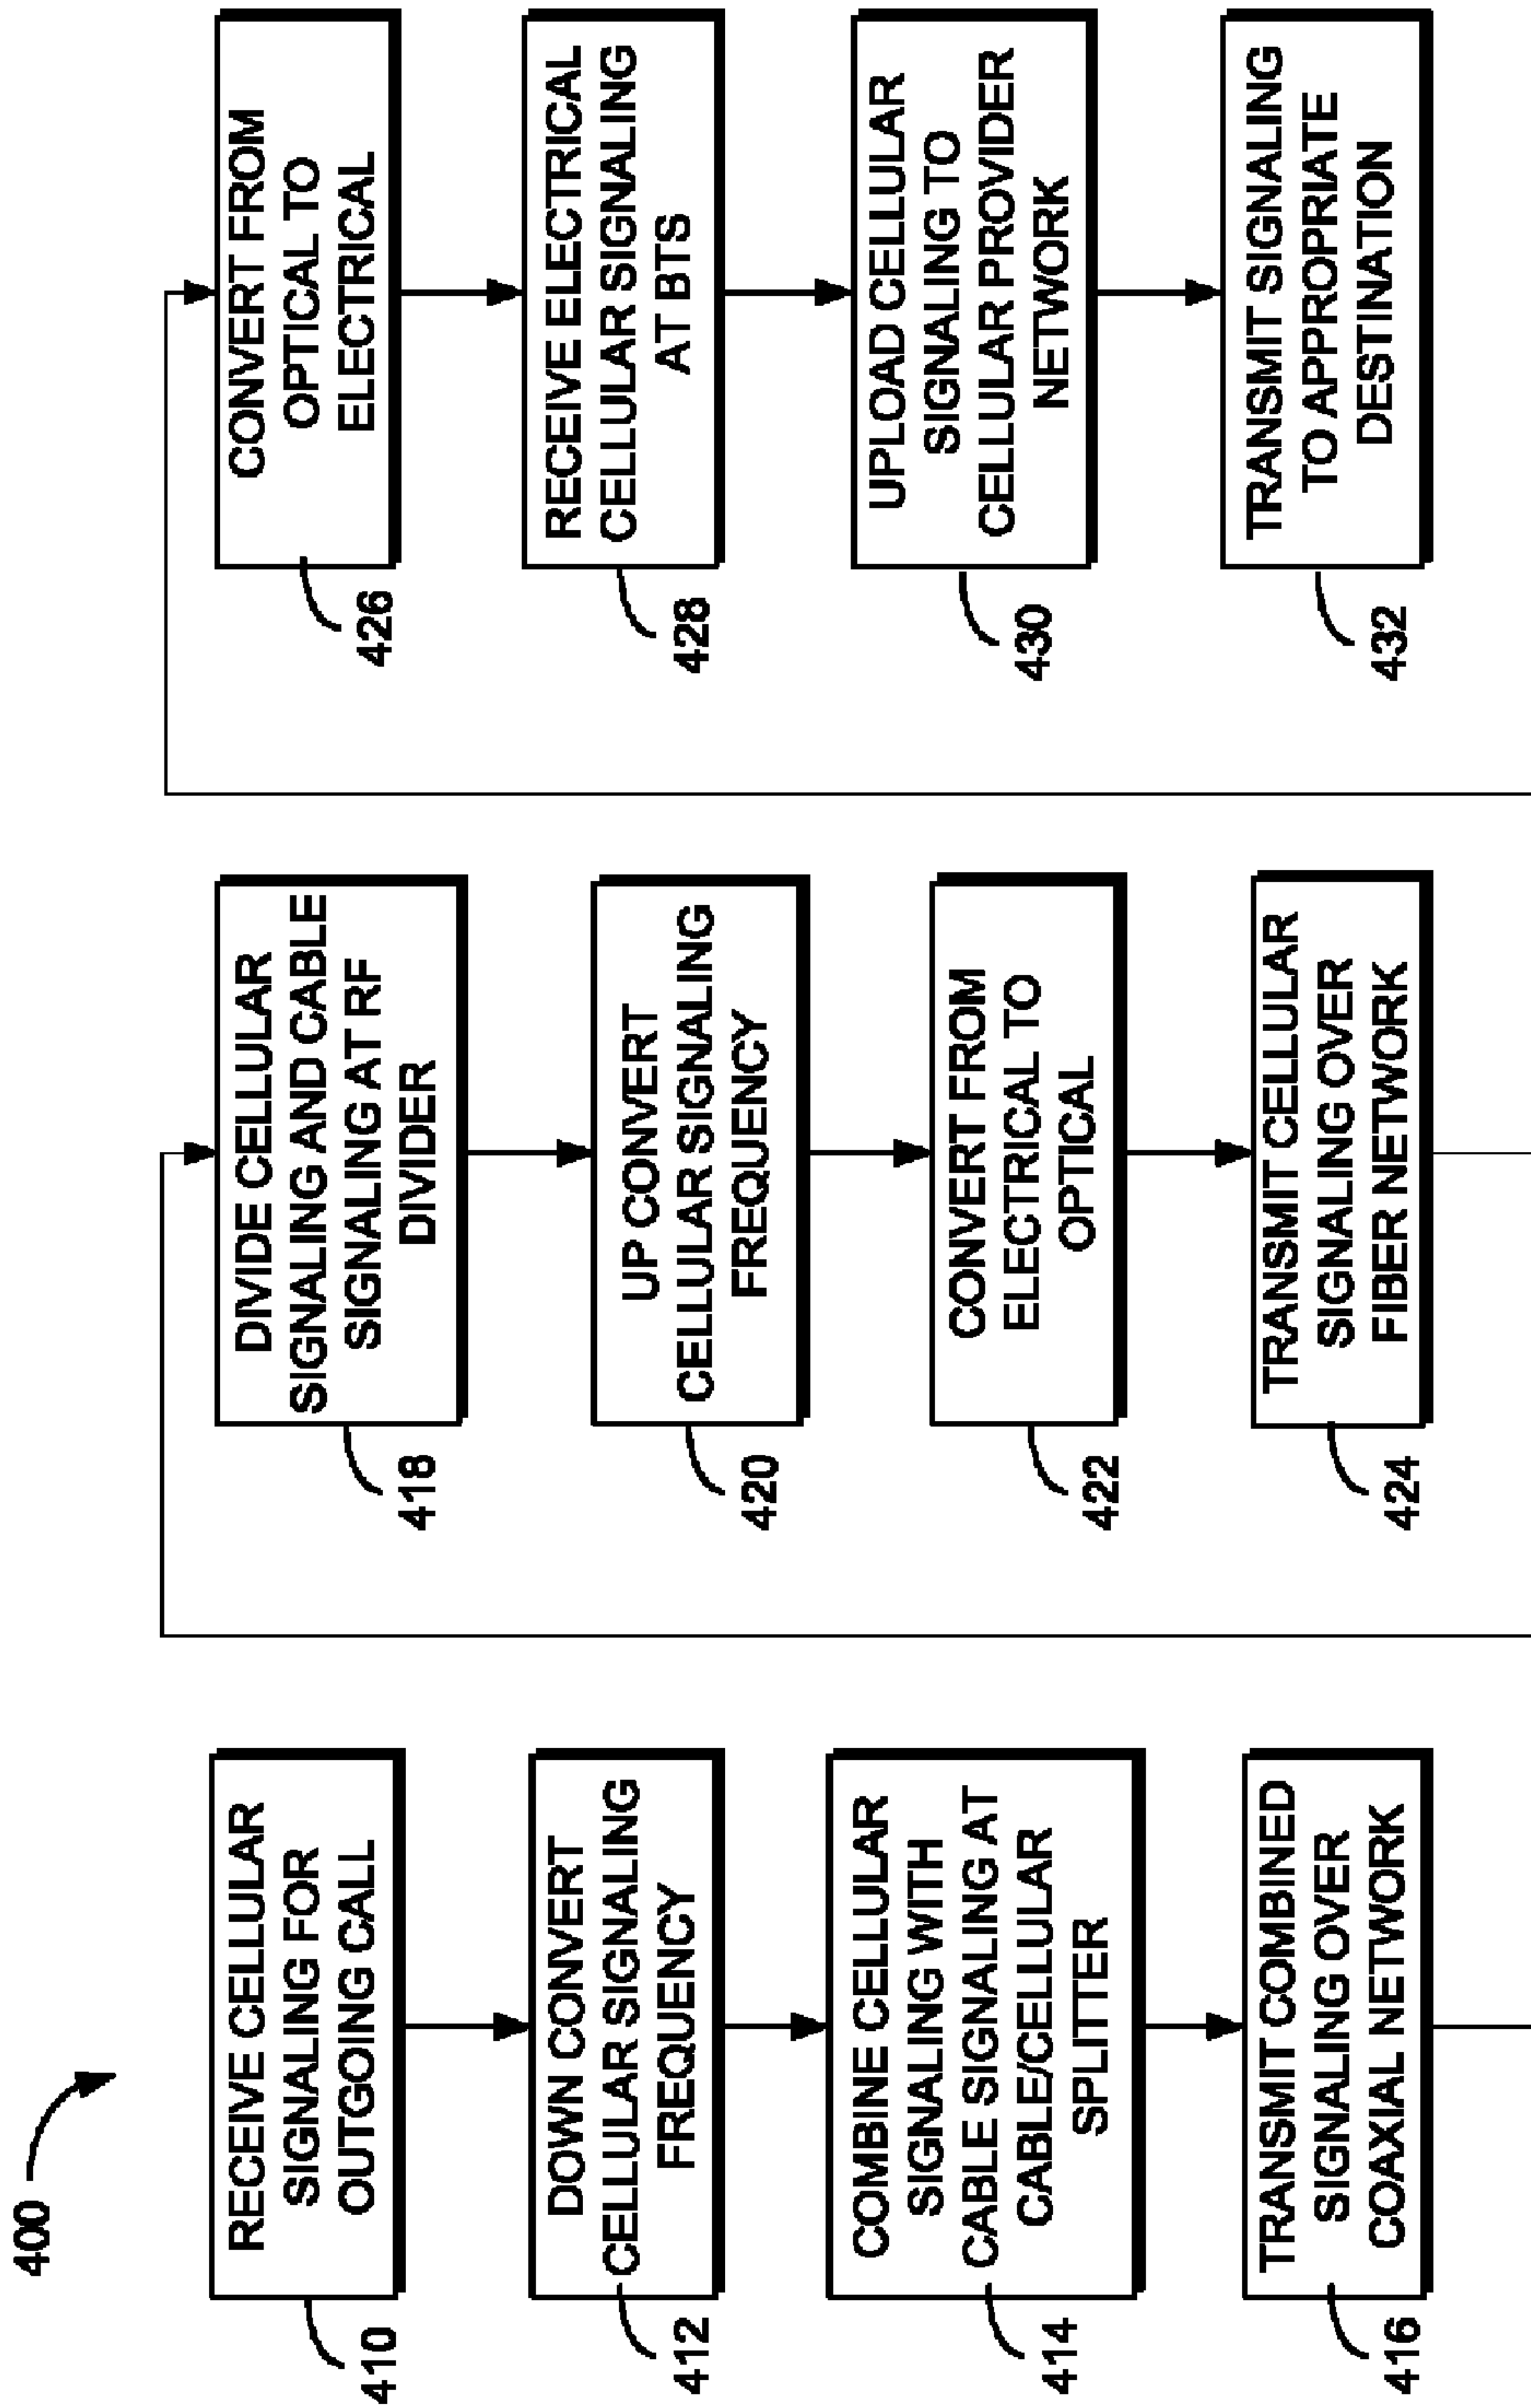 400
RECEIVE CELLULAR
SIGNALING FOR
OUTGOING CALL
410
DOWN CONVERT
CELLULAR SIGNALING
FREQUENCY
412
COMBINE CELLULAR
SIGNALING WITH
CABLE SIGNALING AT
CABLE/CELLULAR
SPLITTER
414
TRANSMIT COMBINED
SIGNALING OVER
COAXIAL NETWORK
416
DIVIDE CELLULAR
SIGNALING AND CABLE
SIGNALING AT RF
DIVIDER
418
UP CONVERT
CELLULAR SIGNALING
FREQUENCY
420
CONVERT FROM
ELECTRICAL TO
OPTICAL
422
TRANSMIT CELLULAR
SIGNALING OVER
FIBER NETWORK
424
CONVERT FROM
OPTICAL TO
ELECTRICAL
426
RECEIVE ELECTRICAL
CELLULAR SIGNALING
AT BTS
428
UPLOAD CELLULAR
SIGNALING TO
CELLULAR PROVIDER
NETWORK
430
TRANSMIT SIGNALING
TO APPROPRIATE
DESTINATION
432